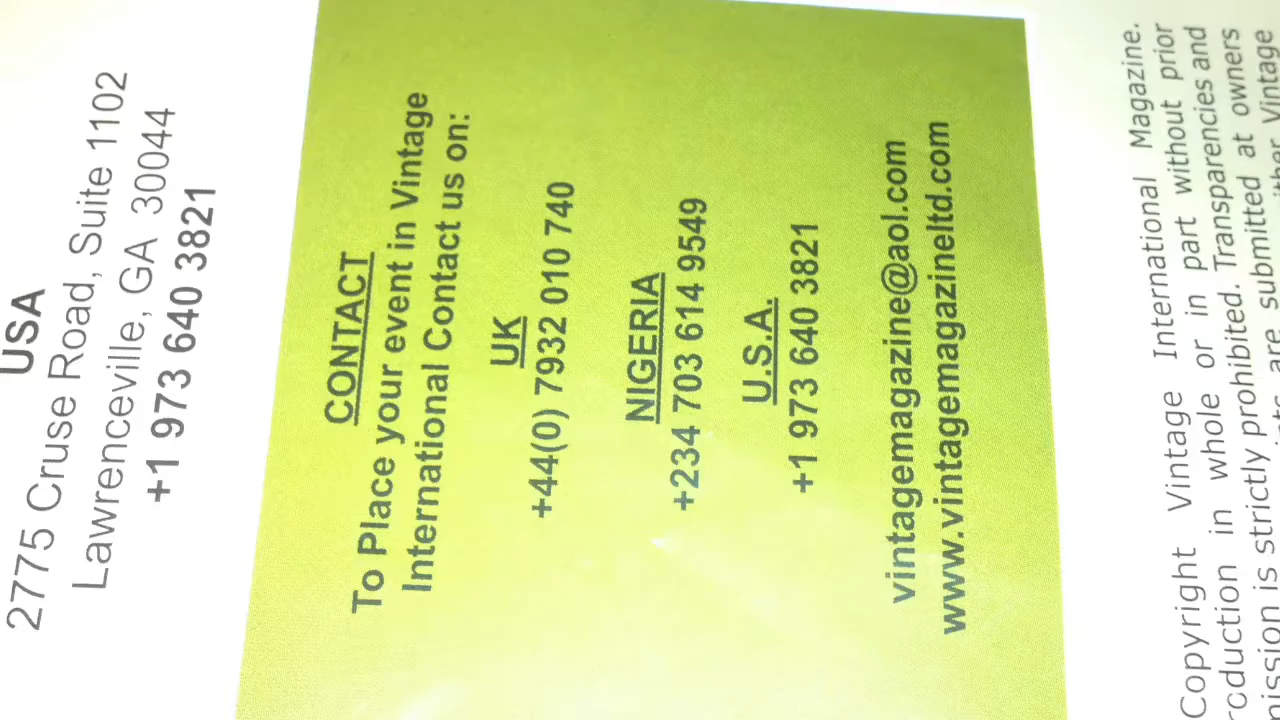 USA
2775 Cruse Road, Suite 1102
Lawrenceville, GA 30044
+1 973 640 3821
CONTACT
To Place your event in Vintage
International Contact us on:
UK
+44(0) 7932 010 740
NIGERIA
+234 703 614 9549
U.S.A.
+1 973 640 3821
vintagemagazine@aol.com
www.vintagemagazineltd.com
Copyright Vintage International Magazine.
roduction in whole or in part without prior
mission is strictly prohibited. Transparencies and
are submitted at owners
Vintage